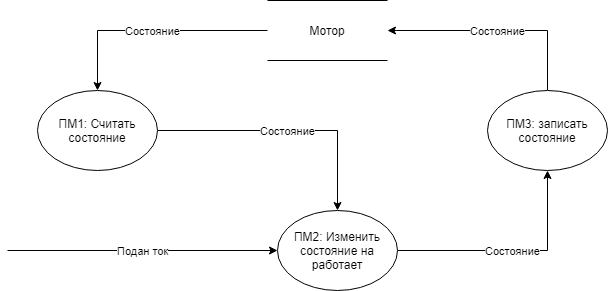 Состояние
Мотор
Состояние
ПМ1: Считать
состояние
Состояние
ПМ3: записать
состояние
Подан ток
ПМ2: Изменить
состояние на
работает
Состояние